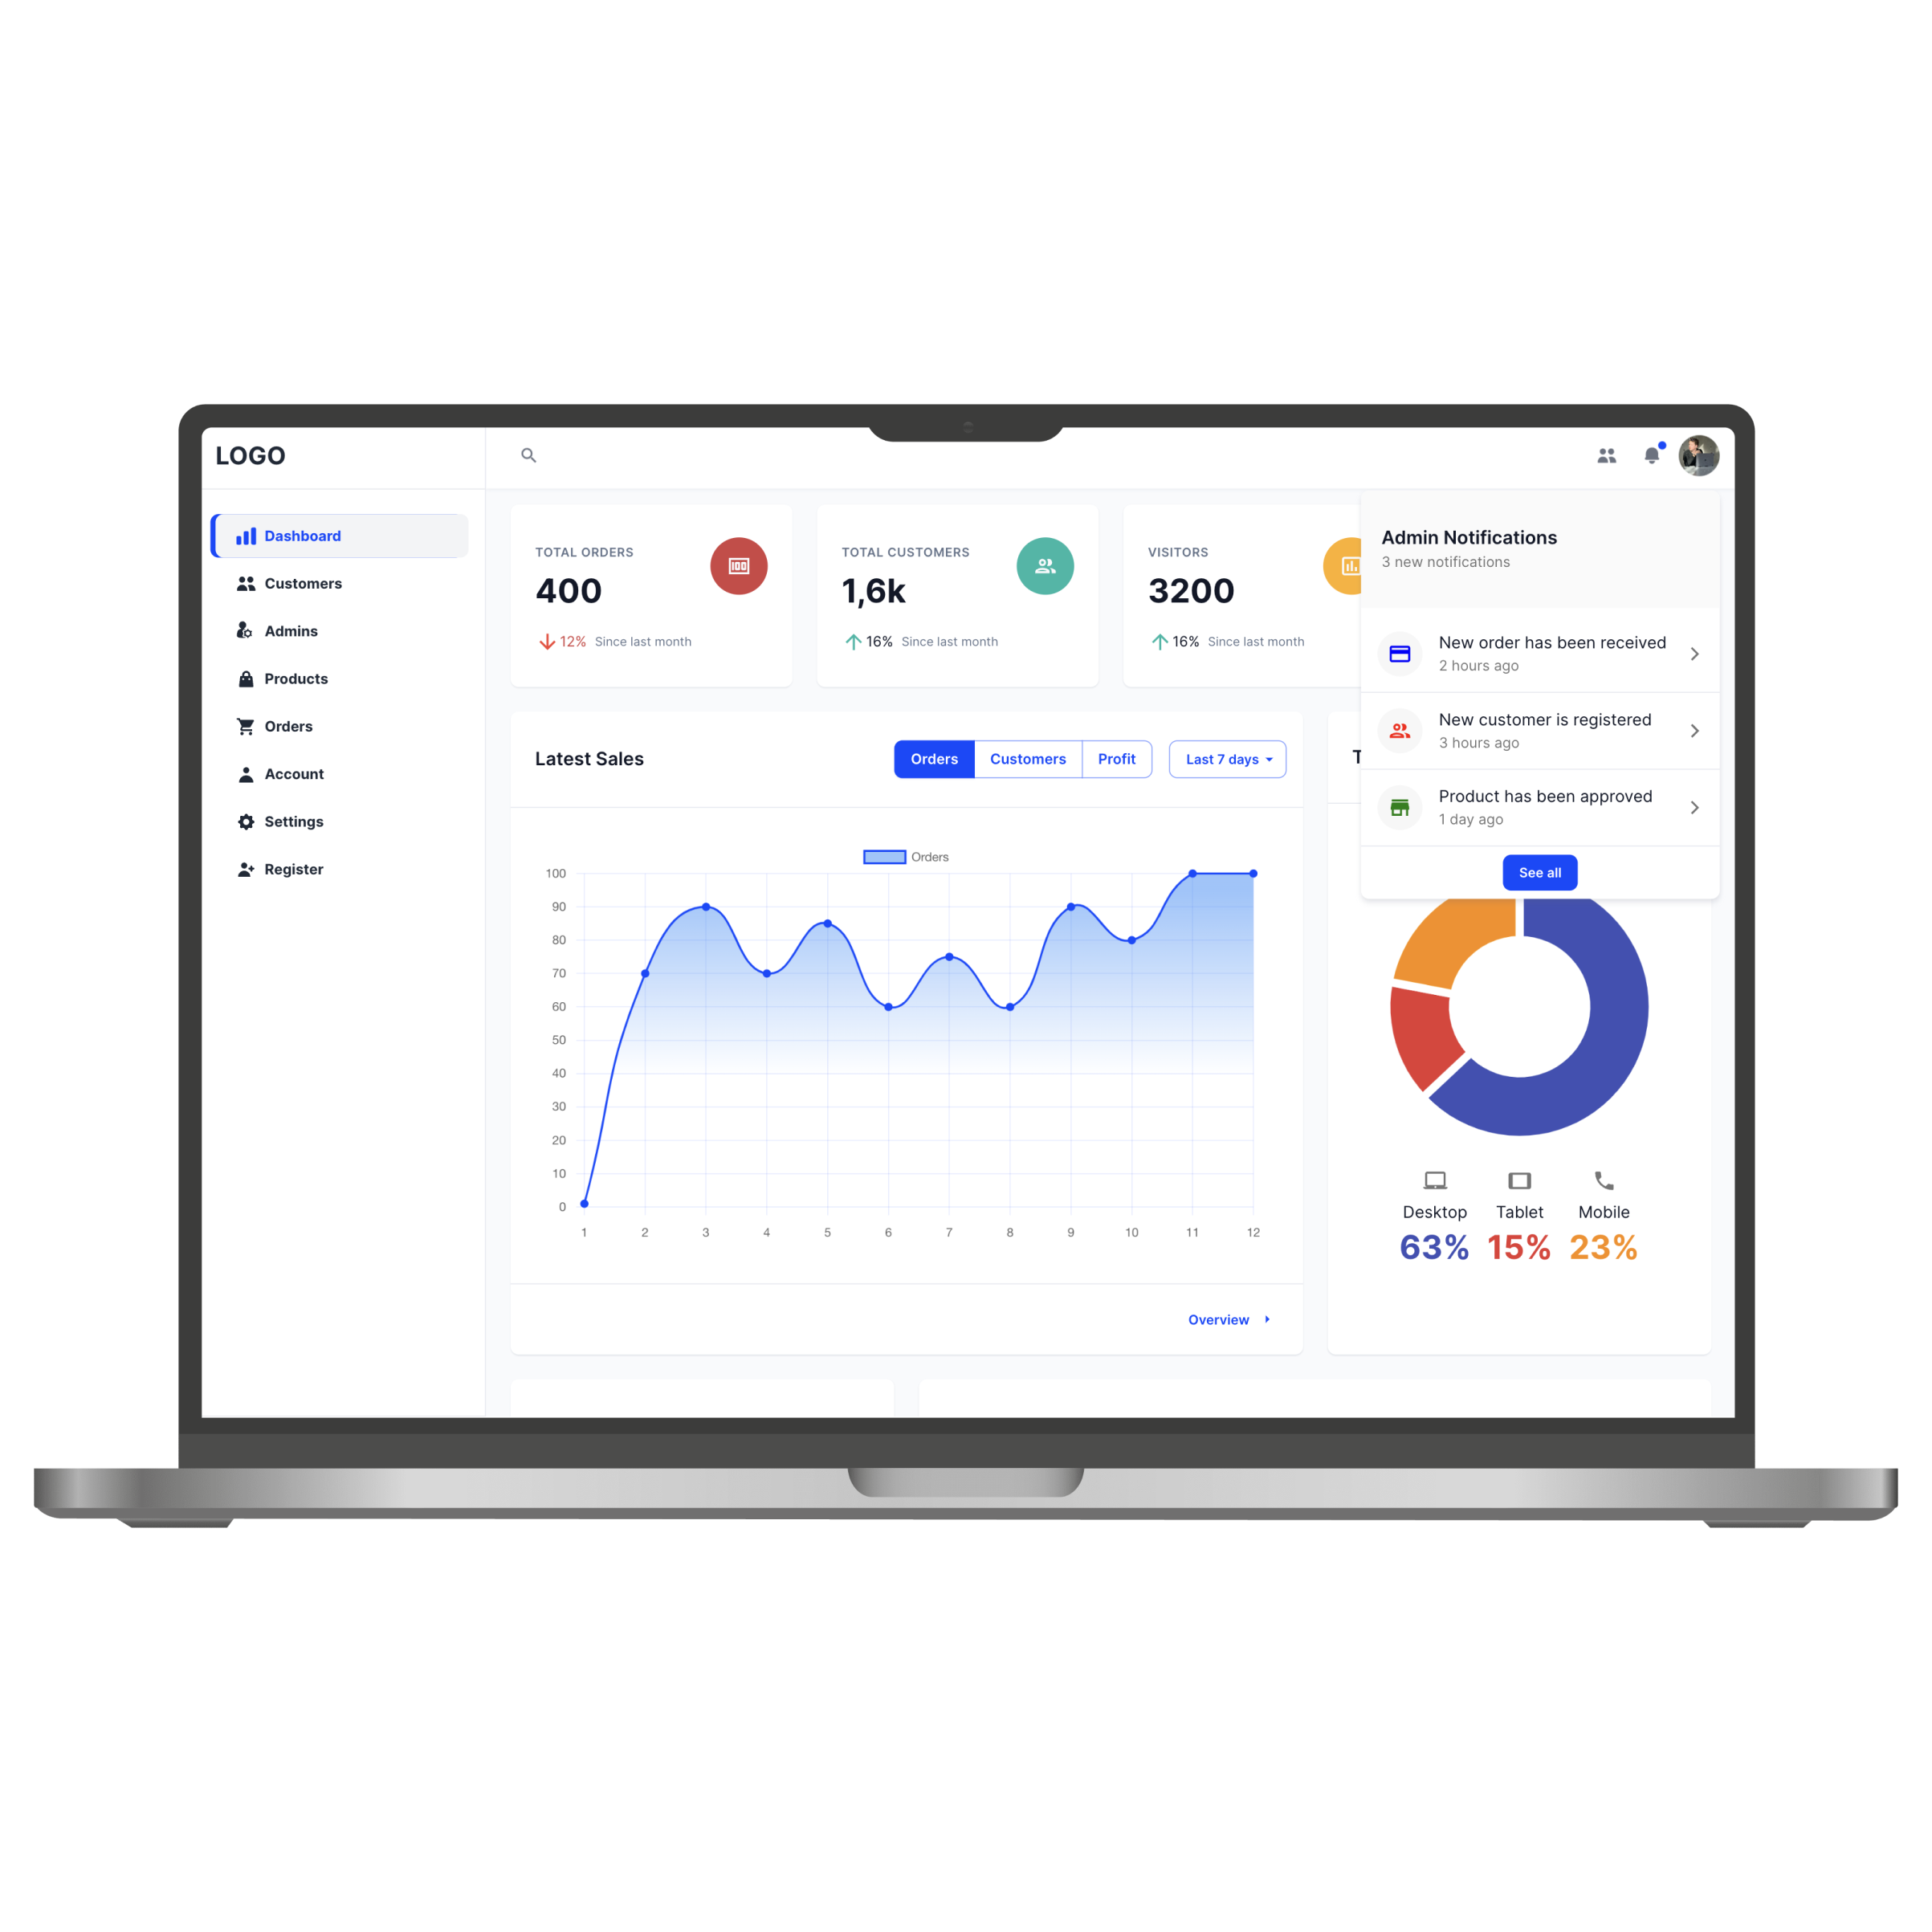 LOGO
Dashboard
Customers
Admins
Products
Orders
Account
Settings
Register
TOTAL ORDERS
400
12% Since last month
TOTAL CUSTOMERS
1,6k
16% Since last month
VISITORS
3200
16% Since last month
Admin Notifications
3 new notifications
New order has been received
2 hours ago
New customer is registered
3 hours ago
Product has been approved
1 day ago
See all
Latest Sales
Orders Customers Profit Last 7 days
Orders
100
90
80
70
60
50
40
30
20
10
0
1 2 3 4 5 6 7 8 9 10 11 12
Overview
T
Desktop Tablet Mobile
63% 15% 23%